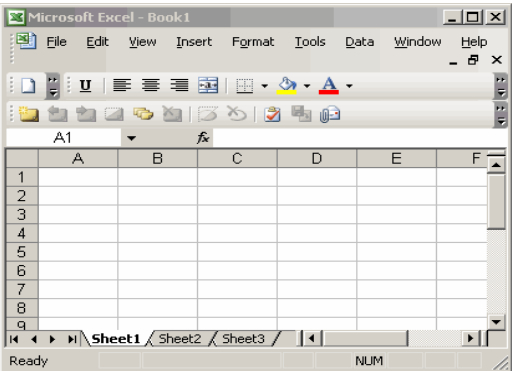 Microsoft Excel - Book1
File Edit View Insert Format Tools Data Window Help
U A
A1 fx
A B C D E F
1
2
3
4
5
6
7
8
9
Sheet1 Sheet2 Sheet3
Ready NUM